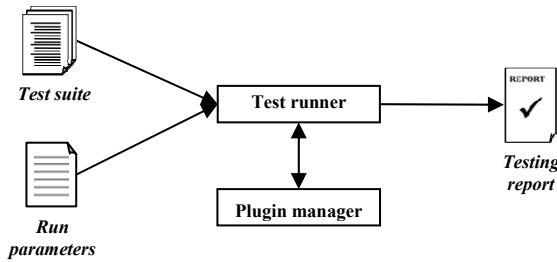 Test suite
Test runner
REPORT
Testing
report
Run
parameters
Plugin manager